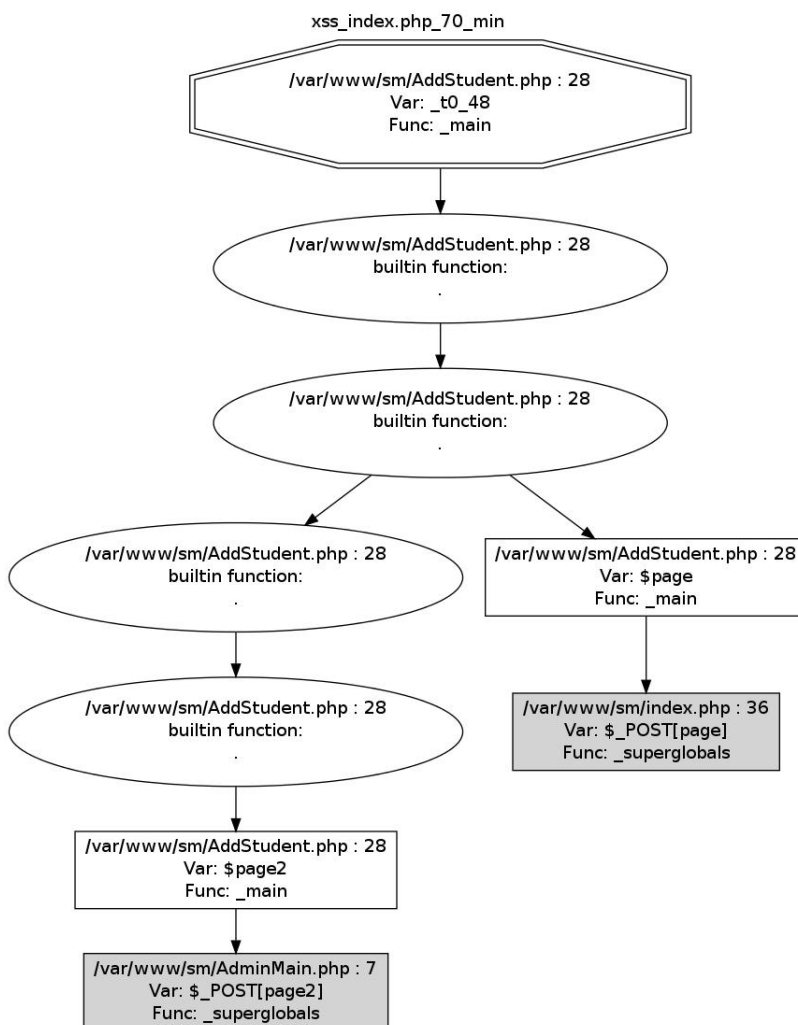 xss_index.php_70_min
/var/www/sm/AddStudent.php : 28
Var: _t0_48
Func: _main
/var/www/sm/AddStudent.php : 28
builtin function:
.
/var/www/sm/AddStudent.php : 28
builtin function:
.
/var/www/sm/AddStudent.php : 28
builtin function:
.
/var/www/sm/AddStudent.php : 28
Var: $page
Func: _main
/var/www/sm/AddStudent.php : 28
builtin function:
.
/var/www/sm/index.php : 36
Var: $_POST[page]
Func: _superglobals
/var/www/sm/AddStudent.php : 28
Var: $page2
Func: _main
/var/www/sm/AdminMain.php : 7
Var: $_POST[page2]
Func: _superglobals